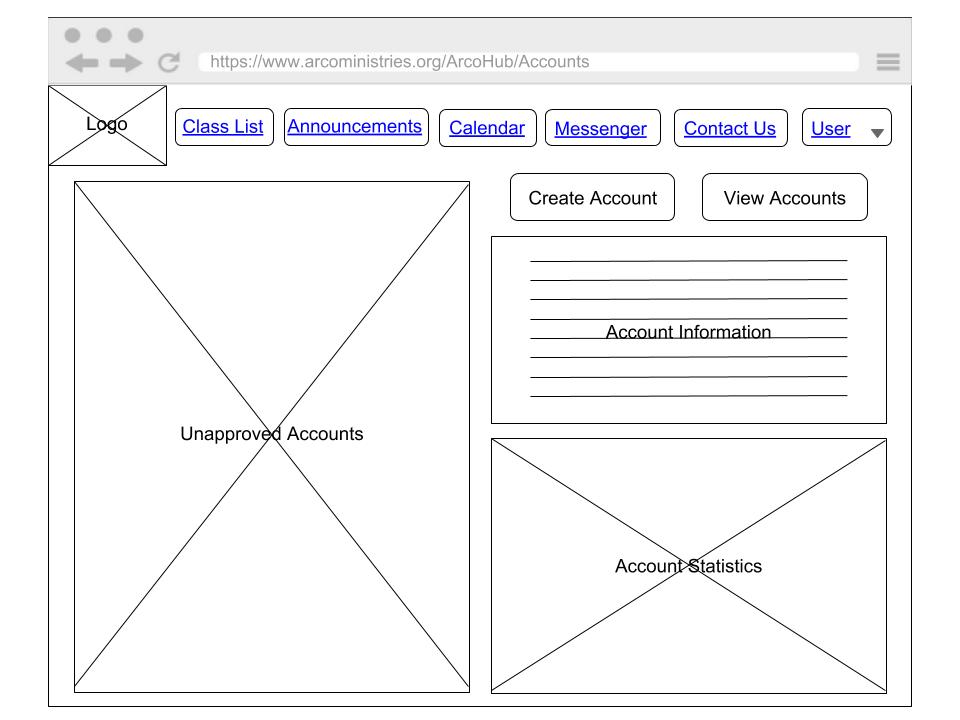 https://www.arcoministries.org/ArcoHub/Accounts
Logo
Class List
Announcements
Calendar
Messenger
Contact Us
User
Create Account
View Accounts
Account Information
Unapproved Accounts
Account Statistics